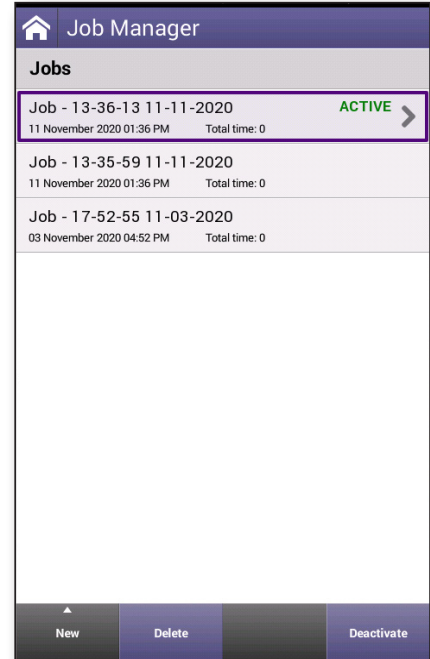 Job Manager
Jobs
Job - 13-36-13 11-11-2020 ACTIVE
11 November 2020 01:36 PM Total time: 0
Job - 13-35-59 11-11-2020
11 November 2020 01:36 PM Total time: 0
Job - 17-52-55 11-03-2020
03 November 2020 04:52 PM Total time: 0
New Delete Deactivate